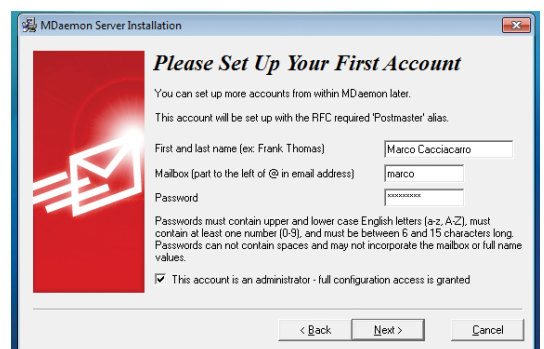 MDaemon Server Installation
Please Set Up Your First Account
You can set up more accounts from within MDaemon later.
This account will be set up with the RFC required 'Postmaster' alias.
First and last name (ex: Frank Thomas)
Marco Cacciacarro
Mailbox (part to the left of @ in email address)
marco
Password
xxxxxxxxx
Passwords must contain upper and lower case English letters (a-z, A-Z), must
contain at least one number (0-9), and must be between 6 and 15 characters long.
Passwords can not contain spaces and may not incorporate the mailbox or full name
values.
This account is an administrator - full configuration access is granted
< Back
Next >
Cancel